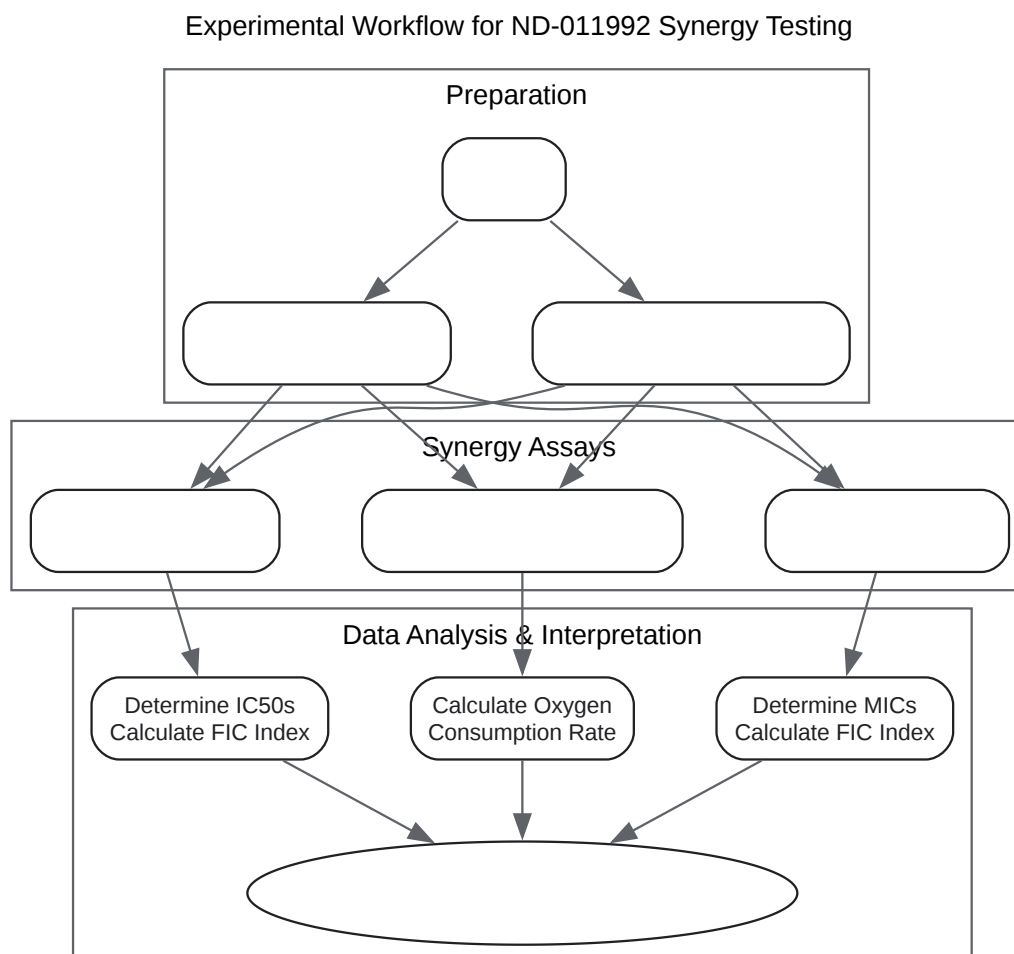 Experimental Workflow for ND-011992 Synergy Testing
Preparation
Synergy Assays
Data Analysis & Interpretation
Determine IC50s
Calculate FIC Index
Calculate Oxygen
Consumption Rate
Determine MICs
Calculate FIC Index